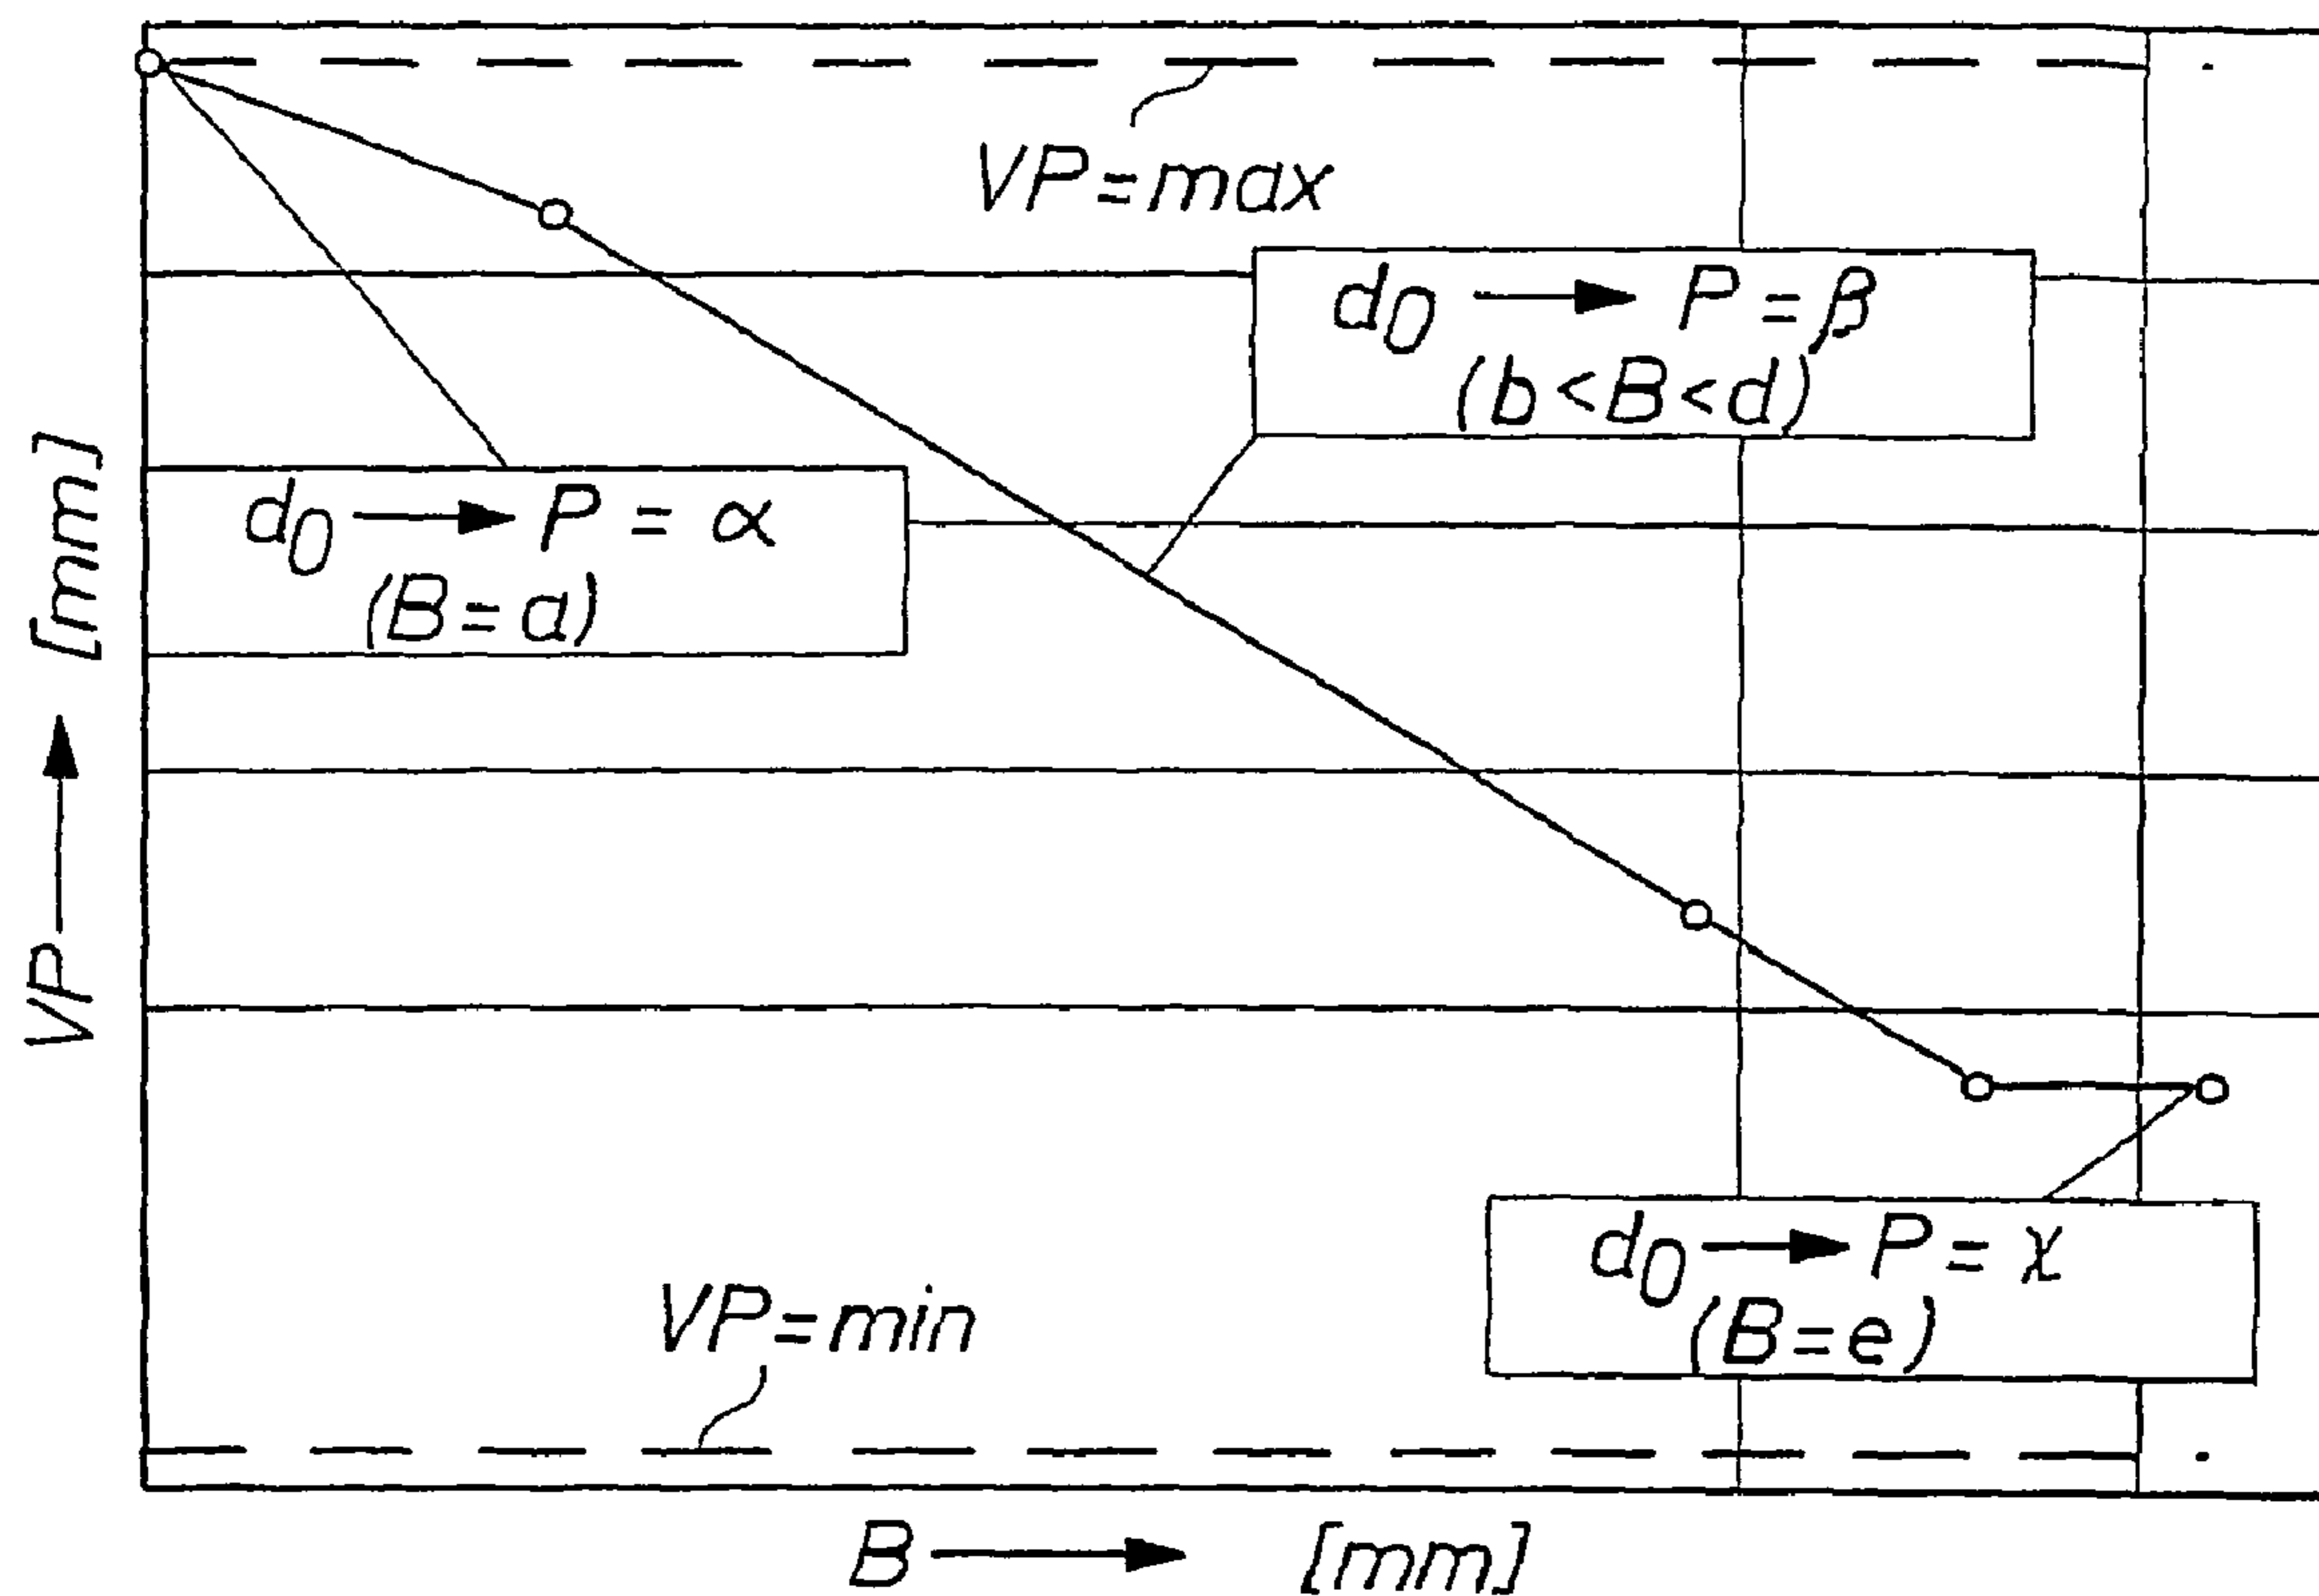 VP=max
d0 → P = β
(b<B<d)
d0 → P = α
(B=a)
VP → [mm]
d0 → P = χ
(B=e)
VP=min
B → [mm]